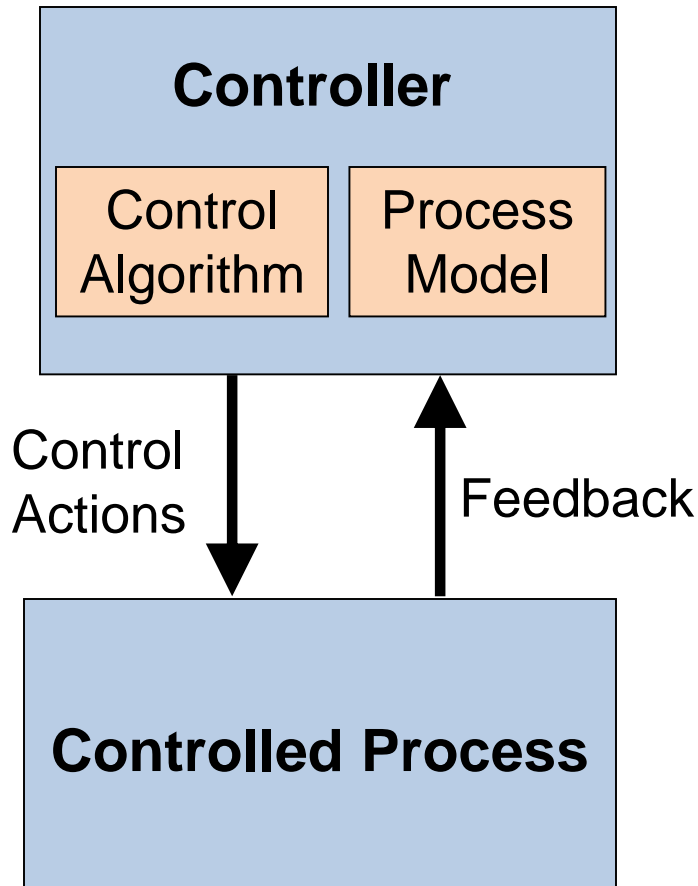 Controller
Control
Algorithm
Process
Model
Control
Actions
Feedback
Controlled Process